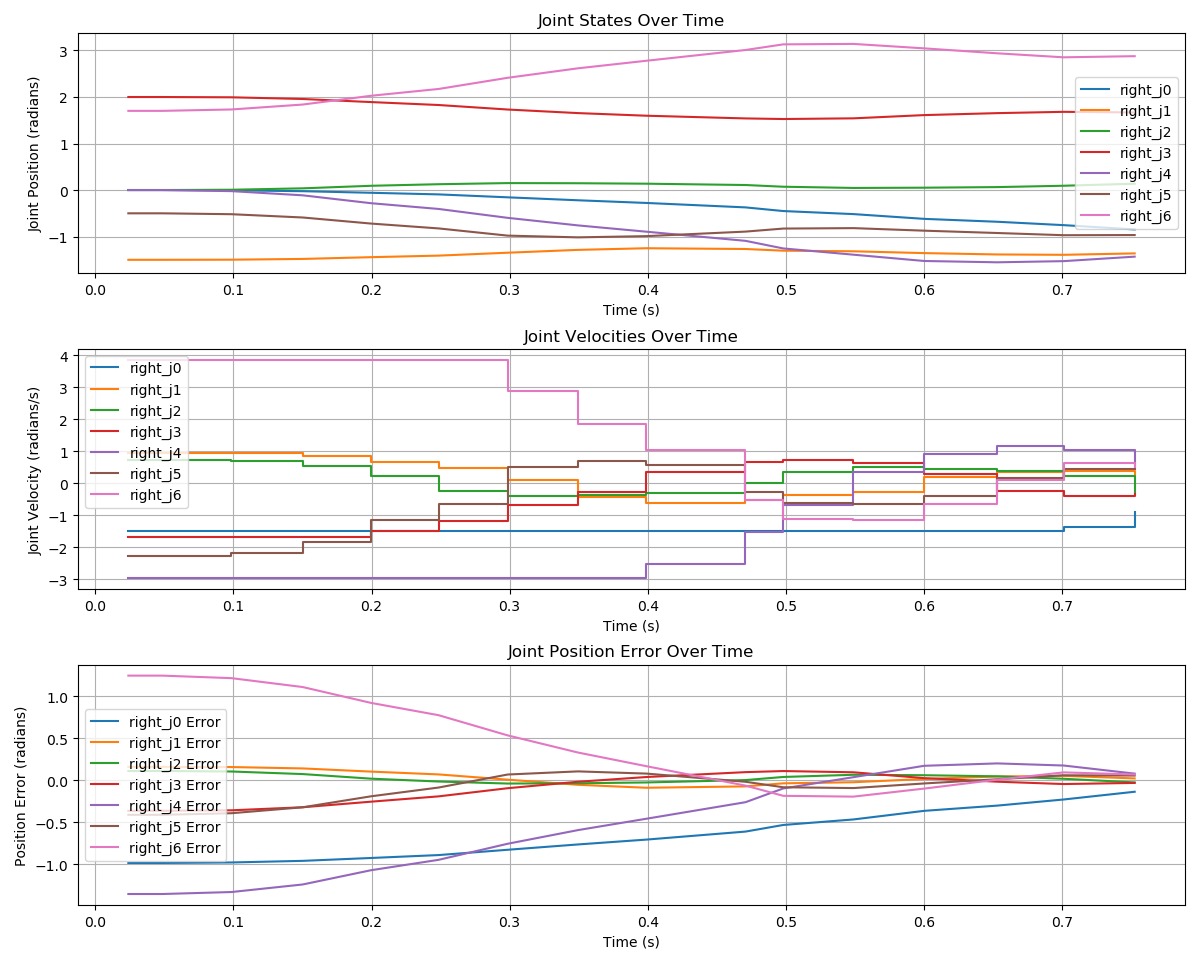 Joint States Over Time
Joint Position (radians)
3
2
1
0
−1
right_j0
right_j1
right_j2
right_j3
right_j4
right_j5
right_j6
0.0 0.1 0.2 0.3 0.4 0.5 0.6 0.7
Time (s)
Joint Velocities Over Time
Joint Velocity (radians/s)
4
3
2
1
0
−1
−2
−3
right_j0
right_j1
right_j2
right_j3
right_j4
right_j5
right_j6
0.0 0.1 0.2 0.3 0.4 0.5 0.6 0.7
Time (s)
Joint Position Error Over Time
Position Error (radians)
1.0
0.5
0.0
−0.5
−1.0
right_j0 Error
right_j1 Error
right_j2 Error
right_j3 Error
right_j4 Error
right_j5 Error
right_j6 Error
0.0 0.1 0.2 0.3 0.4 0.5 0.6 0.7
Time (s)